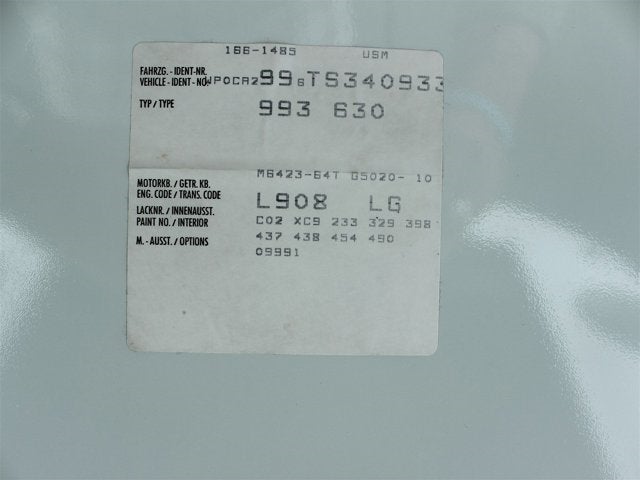 166-1485 USM
FAHRZG. - IDENT-NR.
VEHICLE - IDENT - NO. WP0CA2996TS340933
TYP / TYPE 993 630
M6423-64T G5020- 10
MOTORKB. / GETR. KB.
ENG. CODE / TRANS. CODE
L908 LG
LACKNR. / INNENAUSST.
PAINT NO. / INTERIOR C02 XC9 233 329 398
M. - AUSST. / OPTIONS 437 438 454 490
09991